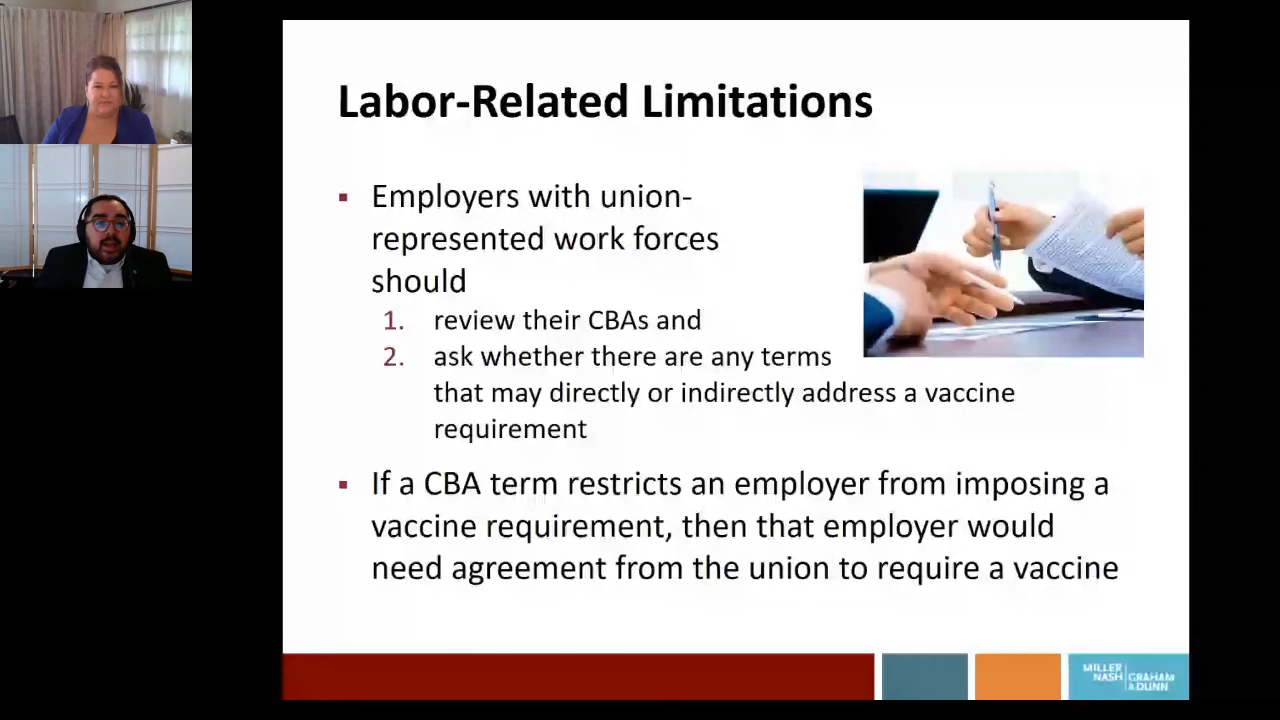 Labor-Related Limitations
▪ Employers with union-
represented work forces
should
1. review their CBAs and
2. ask whether there are any terms
that may directly or indirectly address a vaccine
requirement
▪ If a CBA term restricts an employer from imposing a
vaccine requirement, then that employer would
need agreement from the union to require a vaccine
MILLER
NASH
GRAHAM
&DUNN